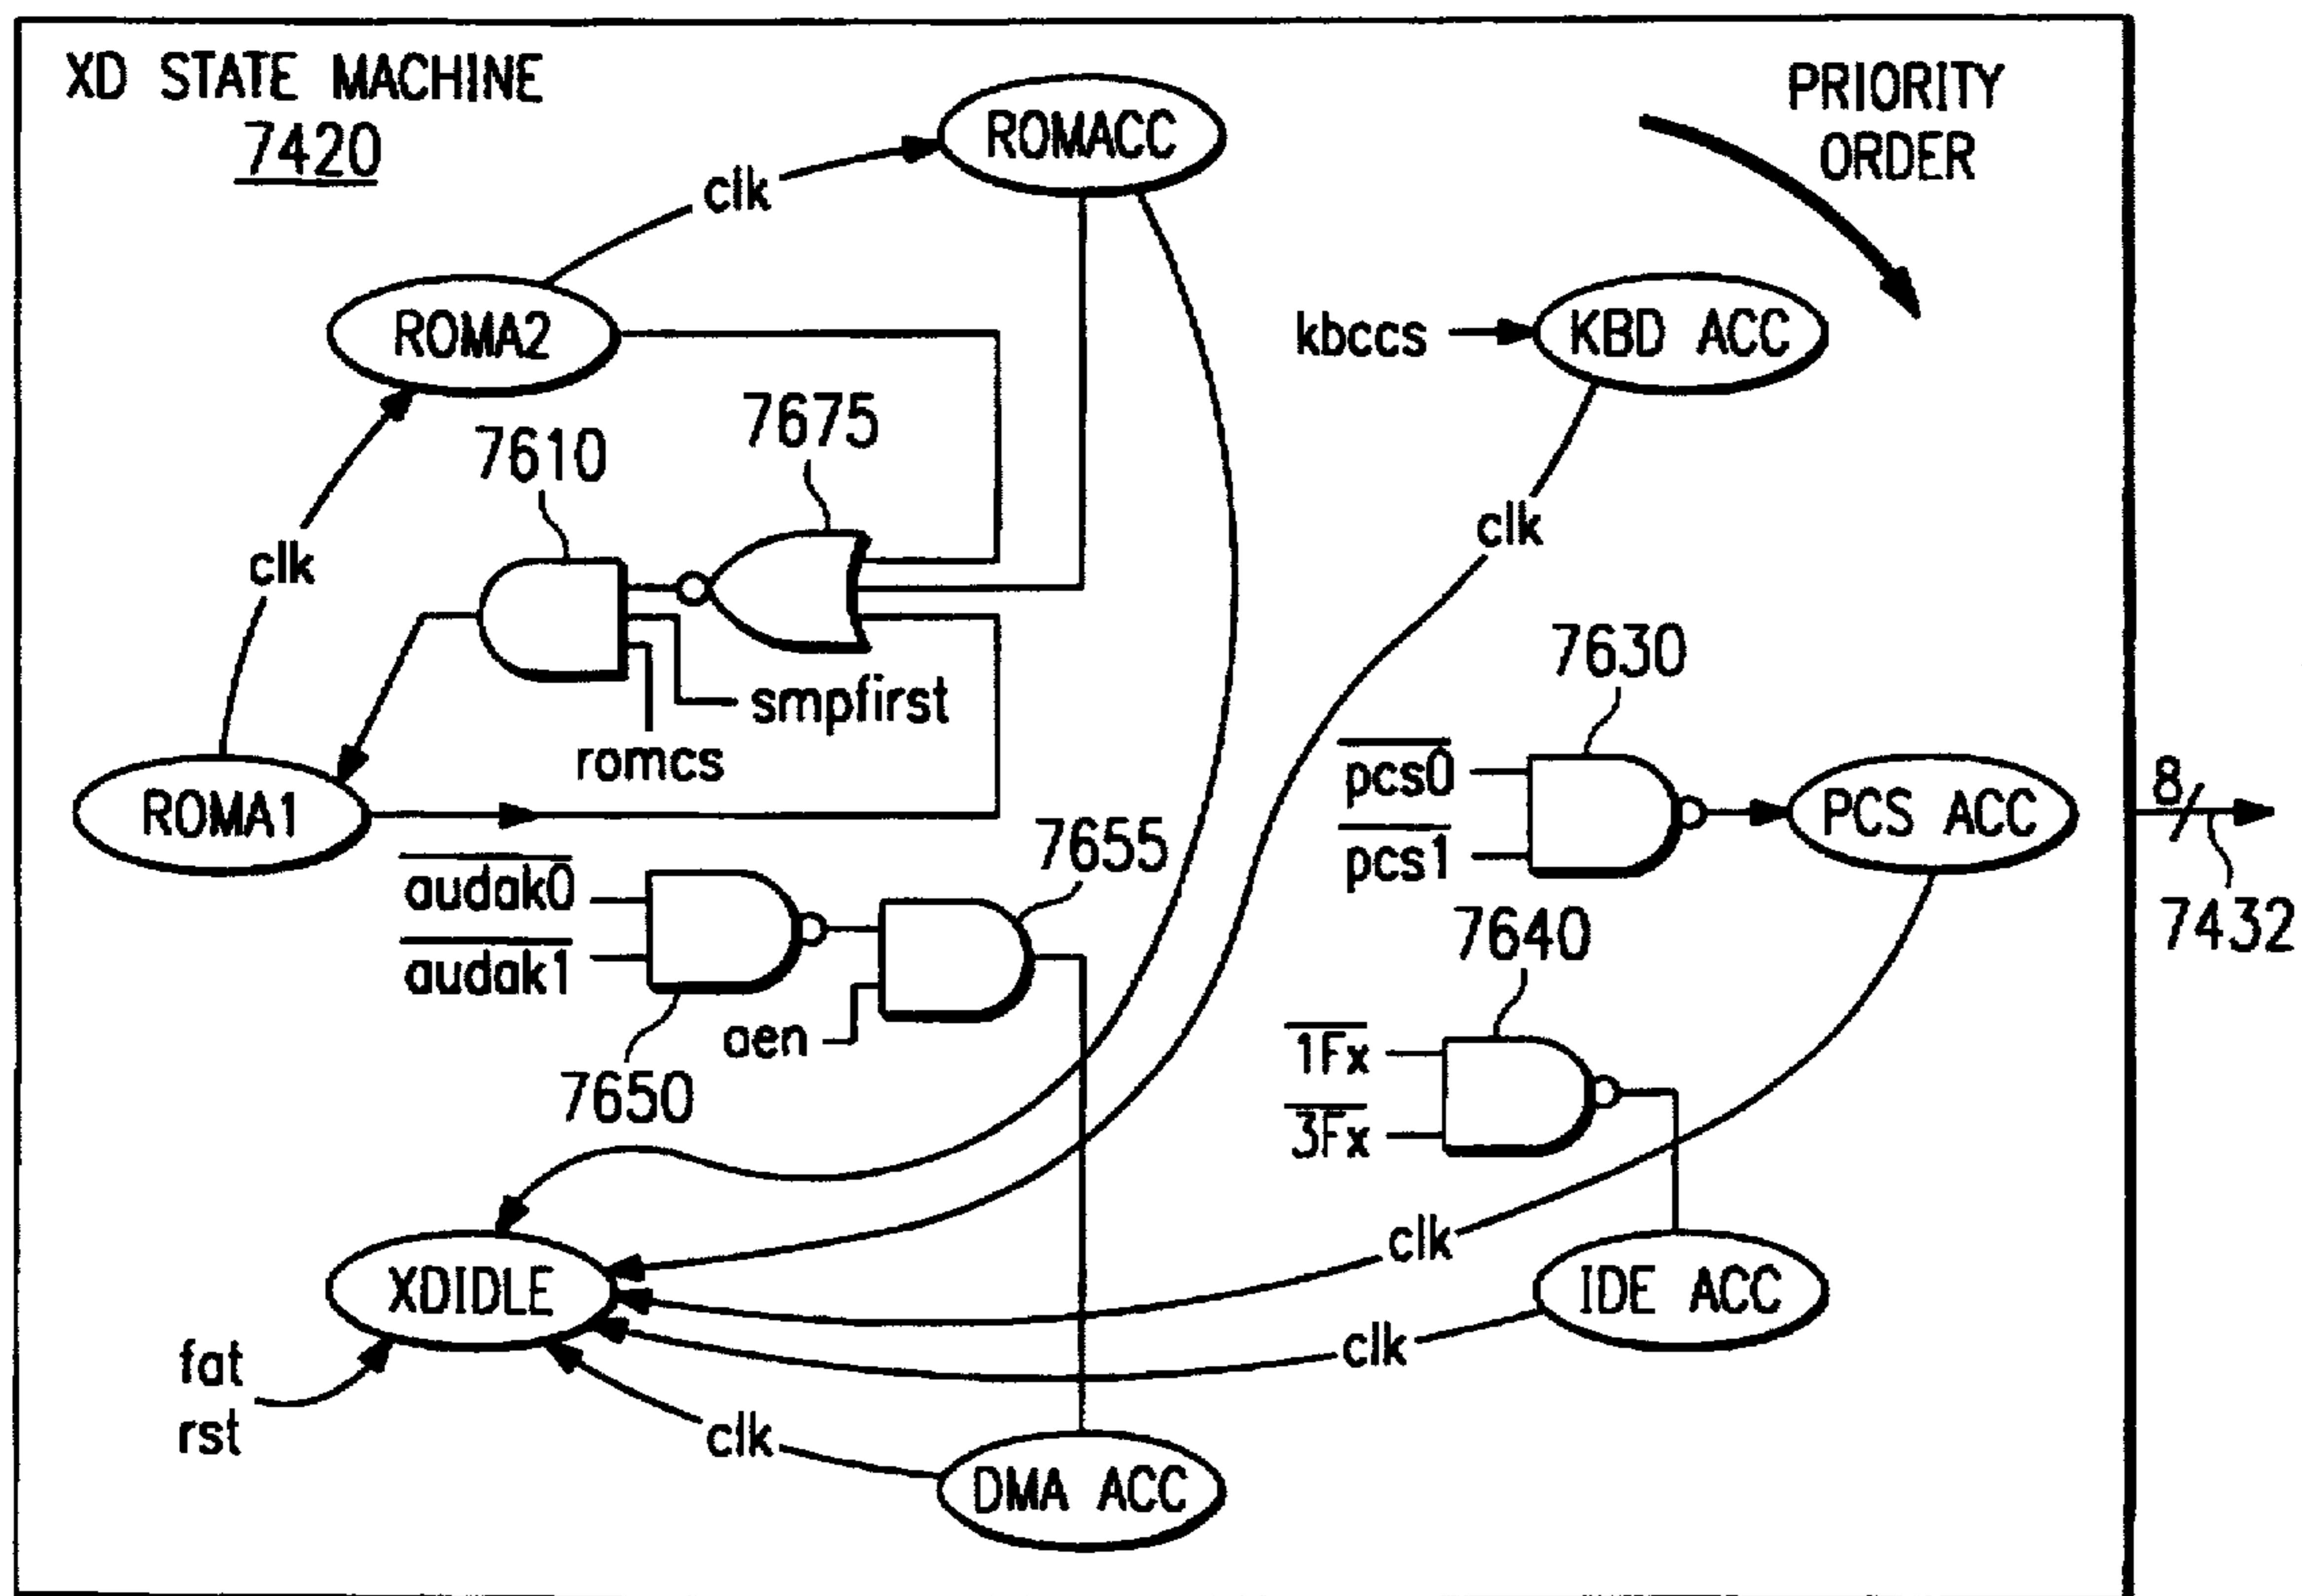 XD STATE MACHINE
7420
PRIORITY
ORDER
ROMACC
clk
ROMA2
kbccs
KBD ACC
7675
7610
clk
clk
smpfirst
romcs
7630
ROMA1
pcs0
pcs1
PCS ACC
8
7432
7655
audak0
audak1
aen
7650
7640
1Fx
3Fx
clk
XDIDLE
IDE ACC
clk
fat
rst
clk
DMA ACC